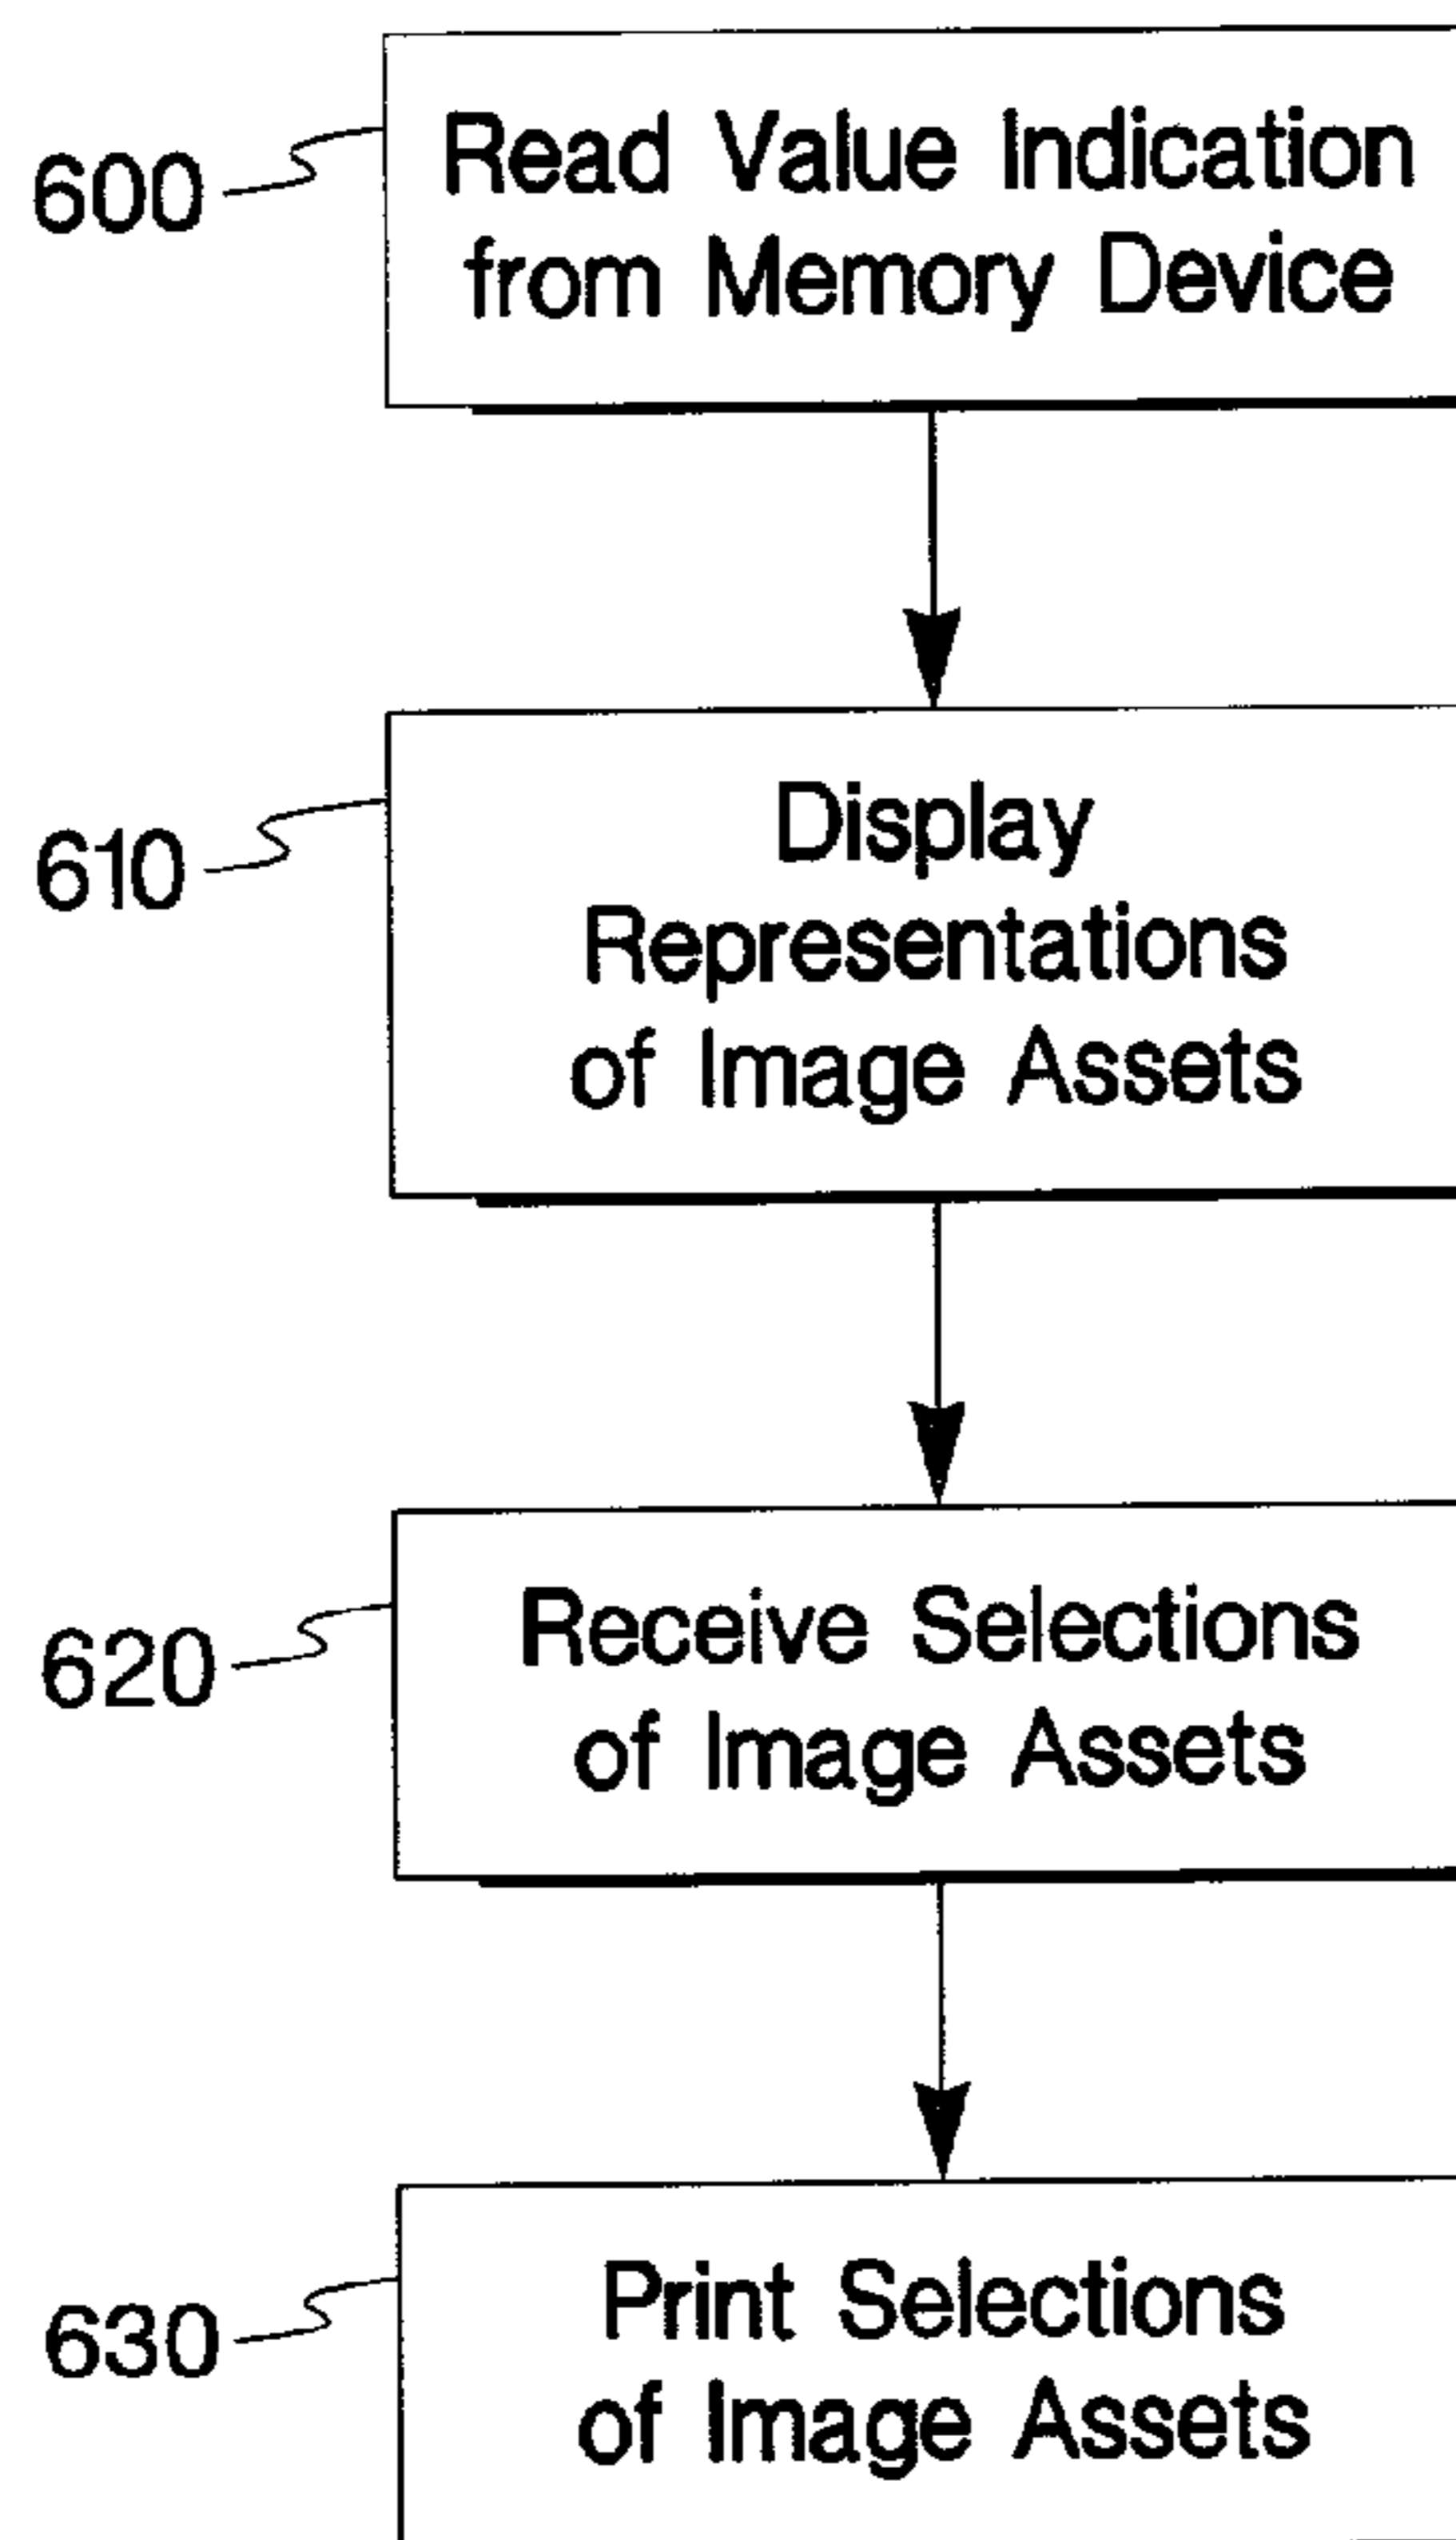 600
Read Value Indication
from Memory Device
610
Display
Representations
of Image Assets
620
Receive Selections
of Image Assets
630
Print Selections
of Image Assets